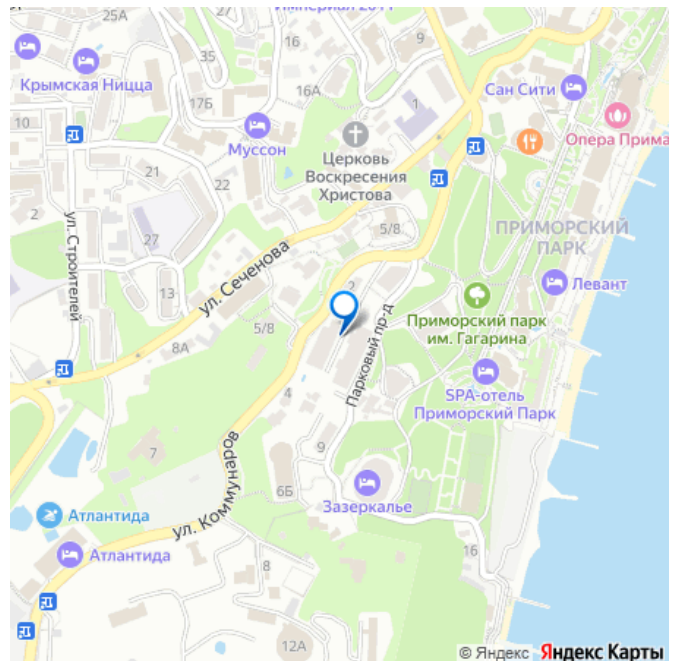 25А
27
16
9
Крымская Ницца
35
Сан Сити
17Б
16А
1
10
Муссон
Опера Прима
Церковь
Воскресения
Христова
21
22
2
5/8
ПРИМОРСКИЙ
ПАРК
ул. Строителей
27
ул. Сеченова
13
2
Левант
Приморский парк
им. Гагарина
5/8
8А
Парковый пр-д
SPA-отель
Приморский Парк
4
7
9
6Б
Зазеркалье
ул. Коммунаров
Атлантида
Атлантида
16
8
12А
© Яндекс Яндекс Карты